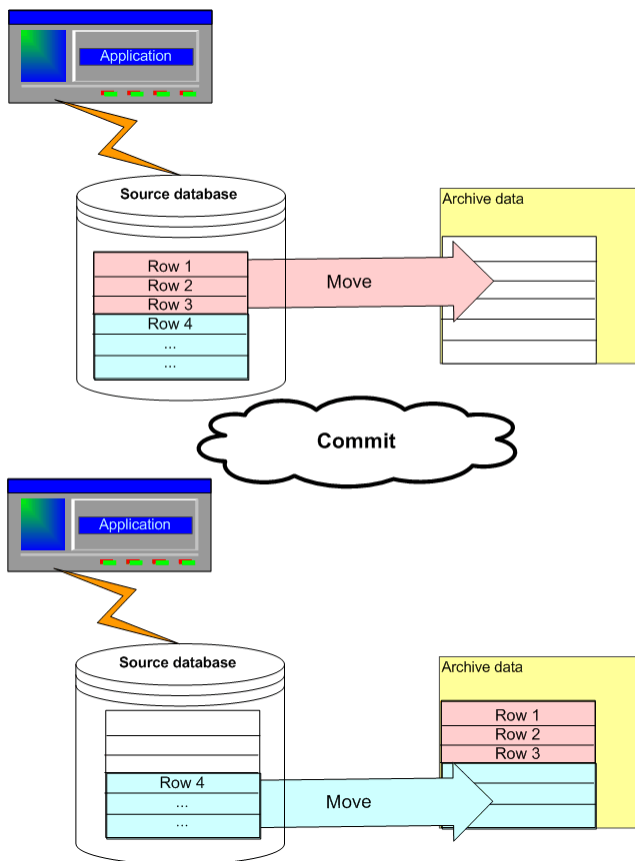 Application
Source database
Archive data
Row 1
Row 2
Row 3
Row 4
...
...
Move
Commit
Application
Source database
Archive data
Row 1
Row 2
Row 3
Row 4
...
...
Move